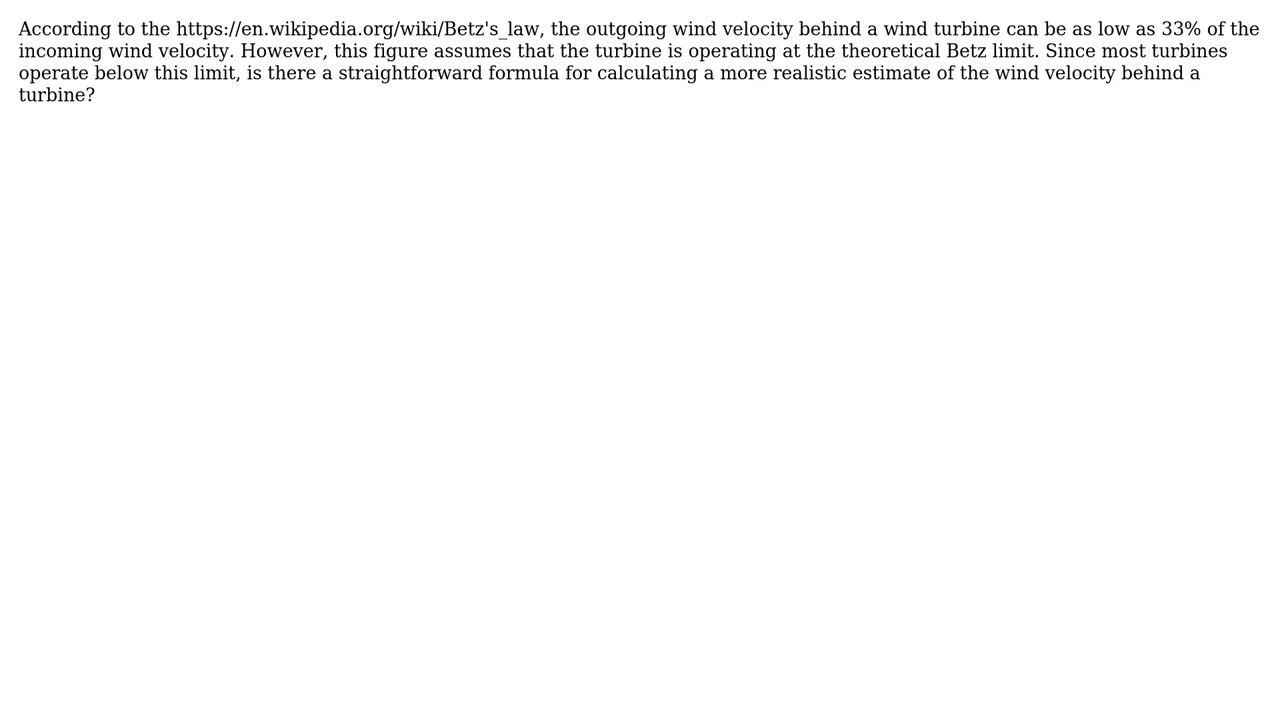 According to the https://en.wikipedia.org/wiki/Betz's_law, the outgoing wind velocity behind a wind turbine can be as low as 33% of the
incoming wind velocity. However, this figure assumes that the turbine is operating at the theoretical Betz limit. Since most turbines
operate below this limit, is there a straightforward formula for calculating a more realistic estimate of the wind velocity behind a
turbine?